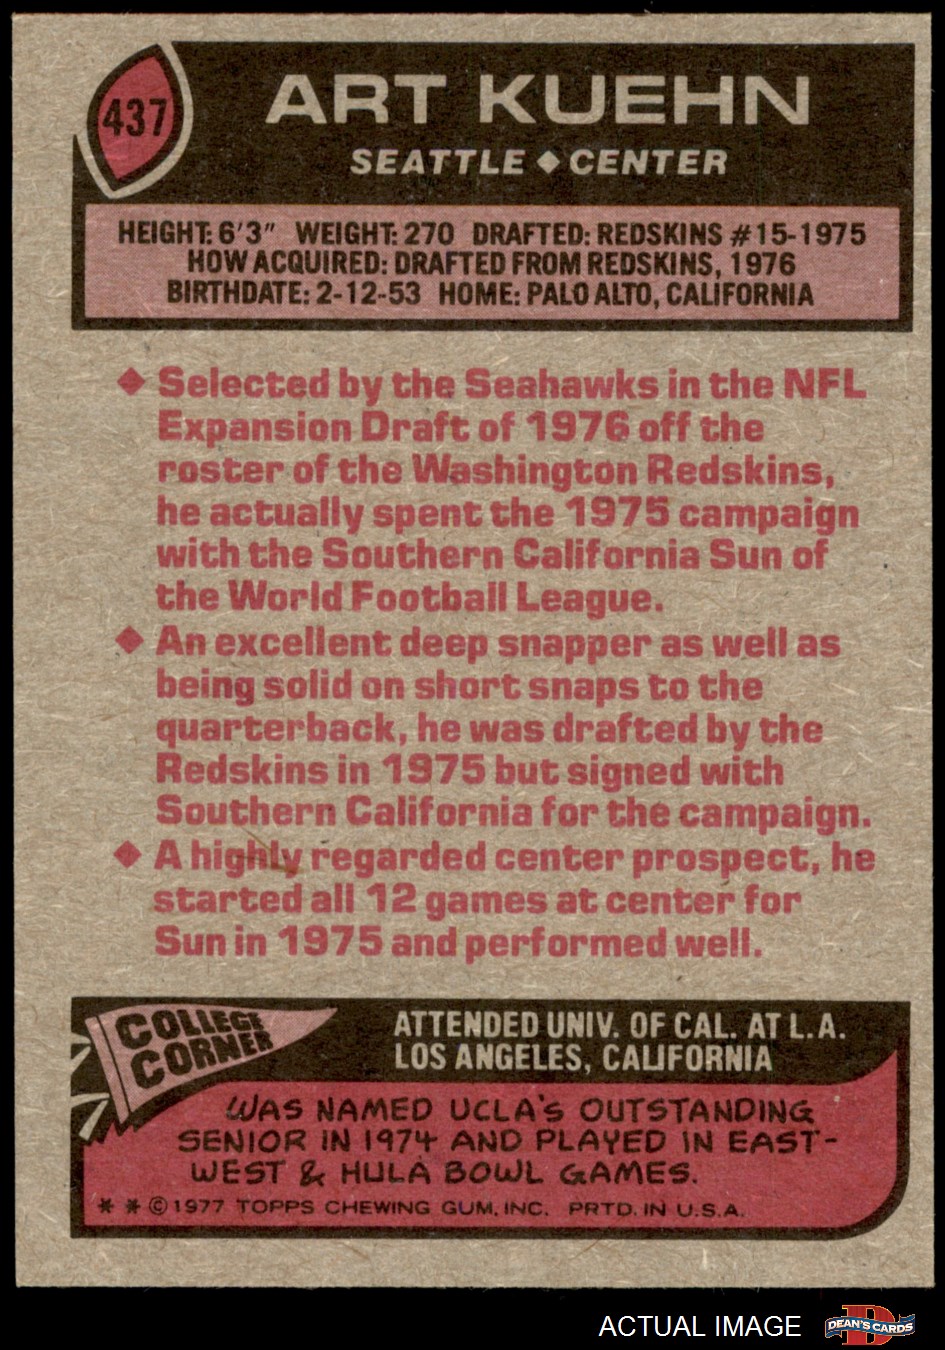 437
ART KUEHN
SEATTLE ◆ CENTER
HEIGHT: 6'3" WEIGHT: 270 DRAFTED: REDSKINS #15-1975
HOW ACQUIRED: DRAFTED FROM REDSKINS, 1976
BIRTHDATE: 2-12-53 HOME: PALO ALTO, CALIFORNIA
◆ Selected by the Seahawks in the NFL
Expansion Draft of 1976 off the
roster of the Washington Redskins,
he actually spent the 1975 campaign
with the Southern California Sun of
the World Football League.
◆ An excellent deep snapper as well as
being solid on short snaps to the
quarterback, he was drafted by the
Redskins in 1975 but signed with
Southern California for the campaign.
◆ A highly regarded center prospect, he
started all 12 games at center for
Sun in 1975 and performed well.
COLLEGE
CORNER
ATTENDED UNIV. OF CAL. AT L.A.
LOS ANGELES, CALIFORNIA
WAS NAMED UCLA'S OUTSTANDING
SENIOR IN 1974 AND PLAYED IN EAST-
WEST & HULA BOWL GAMES.
* * © 1977 TOPPS CHEWING GUM, INC. PRTD. IN U.S.A.
ACTUAL IMAGE
D
DEAN'S CARDS